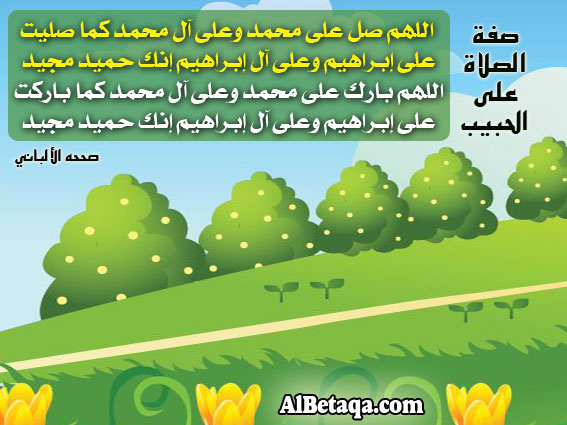 صفة
الصلاة
على
الحبيب
اللهم صل على محمد وعلى آل محمد كما صليت
على إبراهيم وعلى آل إبراهيم إنك حميد مجيد
اللهم بارك على محمد وعلى آل محمد كما باركت
على إبراهيم وعلى آل إبراهيم إنك حميد مجيد
صححه الألباني
AlBetaqa.com